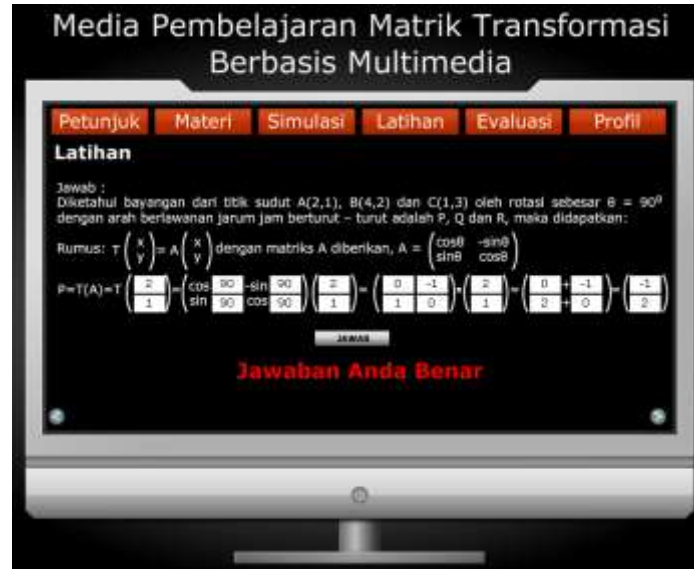 Media Pembelajaran Matrik Transformasi
Berbasis Multimedia
Petunjuk Materi Simulasi Latihan Evaluasi Profil
Latihan
Jawab :
Diketahui bayangan dari titik sudut A(2,1), B(4,2) dan C(1,3) oleh rotasi sebesar θ = 90⁰
dengan arah berlawanan jarum jam berturut – turut adalah P, Q dan R, maka didapatkan:
Rumus: T (x y) = A (x y) dengan matriks A diberikan, A = (cosθ -sinθ sinθ cosθ)
P=T(A)=T (2 1) = (cos 90 -sin 90 sin 90 cos 90) (2 1) = (0 -1 1 0) (2 1) = (0 + -1 2 + 0) = (-1 2)
JAWAB
Jawaban Anda Benar